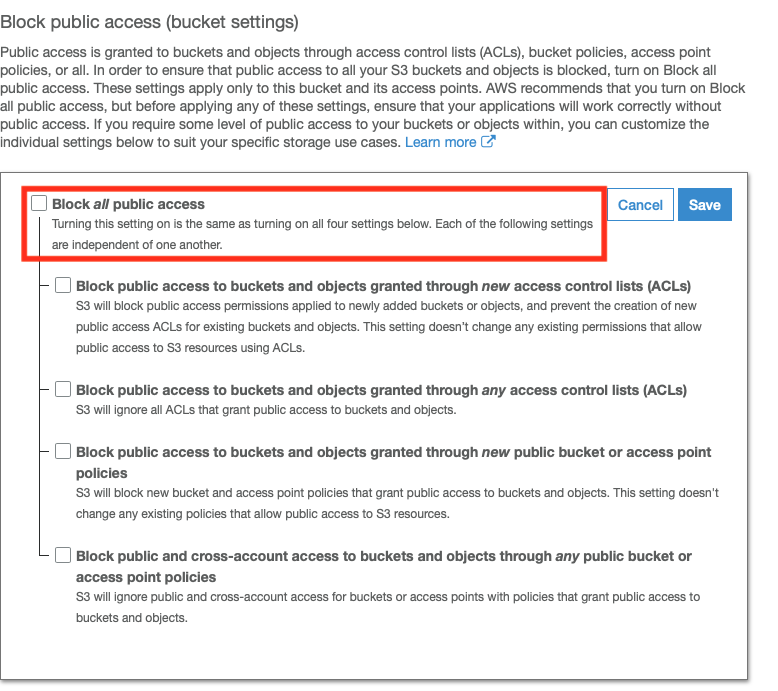 Block public access (bucket settings)
Public access is granted to buckets and objects through access control lists (ACLs), bucket policies, access point
policies, or all. In order to ensure that public access to all your S3 buckets and objects is blocked, turn on Block all
public access. These settings apply only to this bucket and its access points. AWS recommends that you turn on Block
all public access, but before applying any of these settings, ensure that your applications will work correctly without
public access. If you require some level of public access to your buckets or objects within, you can customize the
individual settings below to suit your specific storage use cases. Learn more
Block all public access
Turning this setting on is the same as turning on all four settings below. Each of the following settings
are independent of one another.
Cancel
Save
Block public access to buckets and objects granted through new access control lists (ACLs)
S3 will block public access permissions applied to newly added buckets or objects, and prevent the creation of new
public access ACLs for existing buckets and objects. This setting doesn't change any existing permissions that allow
public access to S3 resources using ACLs.
Block public access to buckets and objects granted through any access control lists (ACLs)
S3 will ignore all ACLs that grant public access to buckets and objects.
Block public access to buckets and objects granted through new public bucket or access point
policies
S3 will block new bucket and access point policies that grant public access to buckets and objects. This setting doesn't
change any existing policies that allow public access to S3 resources.
Block public and cross-account access to buckets and objects through any public bucket or
access point policies
S3 will ignore public and cross-account access for buckets or access points with policies that grant public access to
buckets and objects.